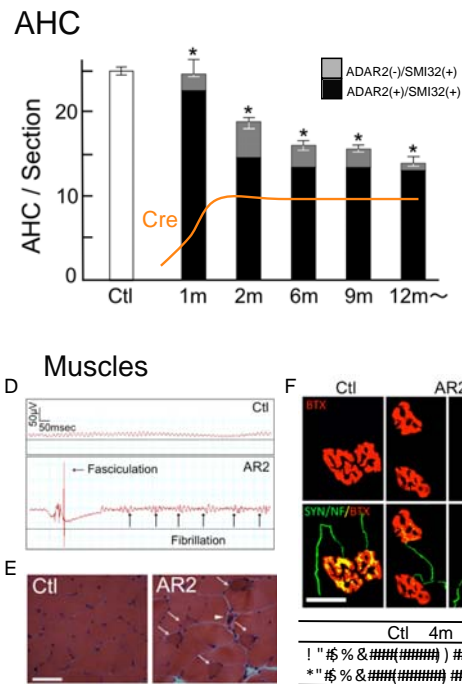 AHC
ADAR2(-)/SMI32(+)
ADAR2(+)/SMI32(+)
AHC / Section
20
10
0
Cre
* * * * *
Ctl 1m 2m 6m 9m 12m～
Muscles
D
50μV
50msec
Ctl
← Fasciculation
AR2
Fibrillation
E
Ctl
AR2
F
Ctl
AR2
BTX
SYN/NF/BTX
Ctl 4m